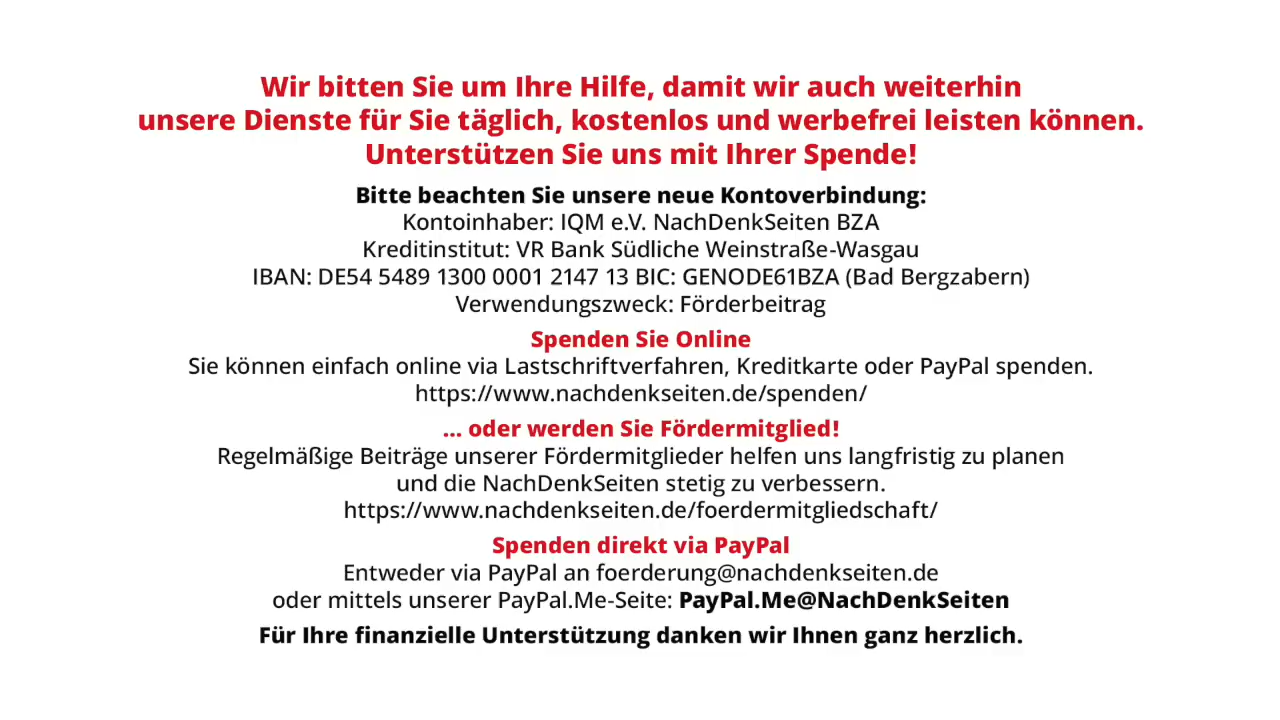 Wir bitten Sie um Ihre Hilfe, damit wir auch weiterhin
unsere Dienste für Sie täglich, kostenlos und werbefrei leisten können.
Unterstützen Sie uns mit Ihrer Spende!
Bitte beachten Sie unsere neue Kontoverbindung:
Kontoinhaber: IQM e.V. NachDenkSeiten BZA
Kreditinstitut: VR Bank Südliche Weinstraße-Wasgau
IBAN: DE54 5489 1300 0001 2147 13 BIC: GENODE61BZA (Bad Bergzabern)
Verwendungszweck: Förderbeitrag
Spenden Sie Online
Sie können einfach online via Lastschriftverfahren, Kreditkarte oder PayPal spenden.
https://www.nachdenkseiten.de/spenden/
... oder werden Sie Fördermitglied!
Regelmäßige Beiträge unserer Fördermitglieder helfen uns langfristig zu planen
und die NachDenkSeiten stetig zu verbessern.
https://www.nachdenkseiten.de/foerdermitgliedschaft/
Spenden direkt via PayPal
Entweder via PayPal an foerderung@nachdenkseiten.de
oder mittels unserer PayPal.Me-Seite: PayPal.Me@NachDenkSeiten
Für Ihre finanzielle Unterstützung danken wir Ihnen ganz herzlich.